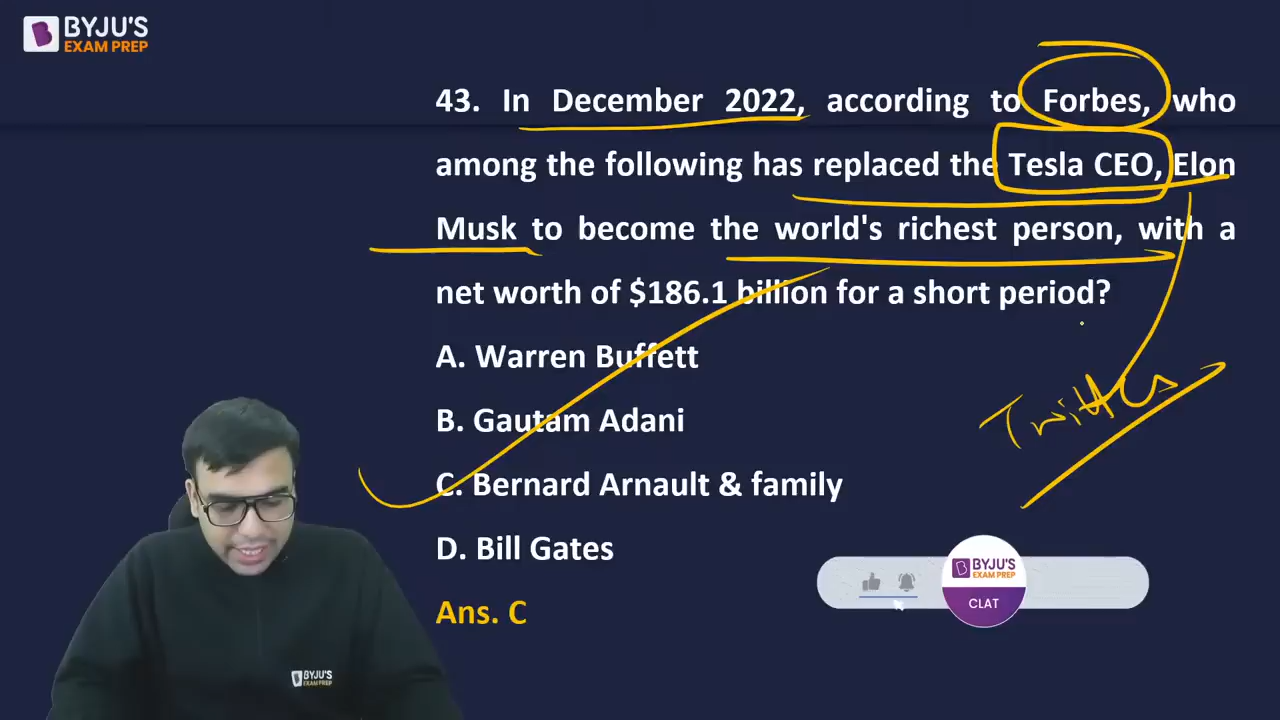 BYJU'S
EXAM PREP
43. In December 2022, according to Forbes, who
among the following has replaced the Tesla CEO, Elon
Musk to become the world's richest person, with a
net worth of $186.1 billion for a short period?
A. Warren Buffett
B. Gautam Adani
C. Bernard Arnault & family
D. Bill Gates
Ans. C
Twitter
BYJU'S
EXAM PREP
CLAT
BYJU'S
EXAM PREP